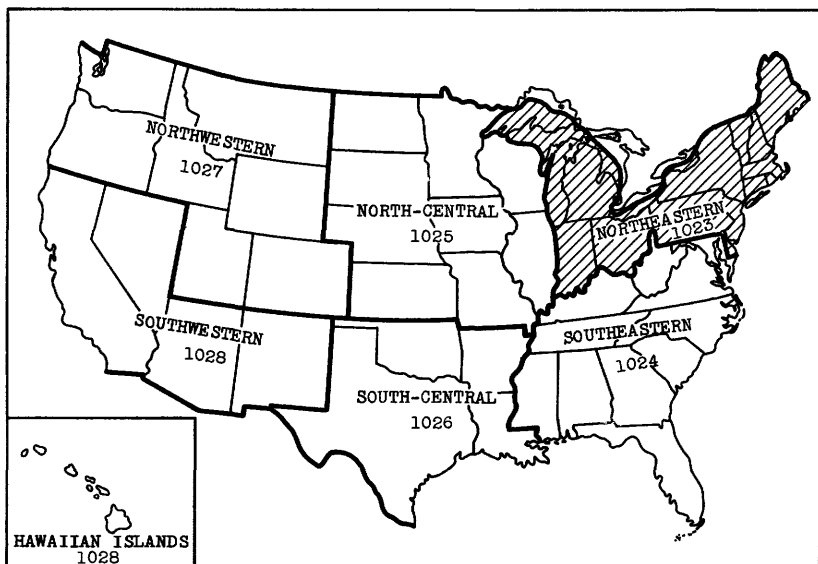 NORTHWESTERN
1027
NORTH-CENTRAL
1025
NORTHEASTERN
1023
SOUTHWESTERN
1028
SOUTHEASTERN
1024
SOUTH-CENTRAL
1026
HAWAIIAN ISLANDS
1028